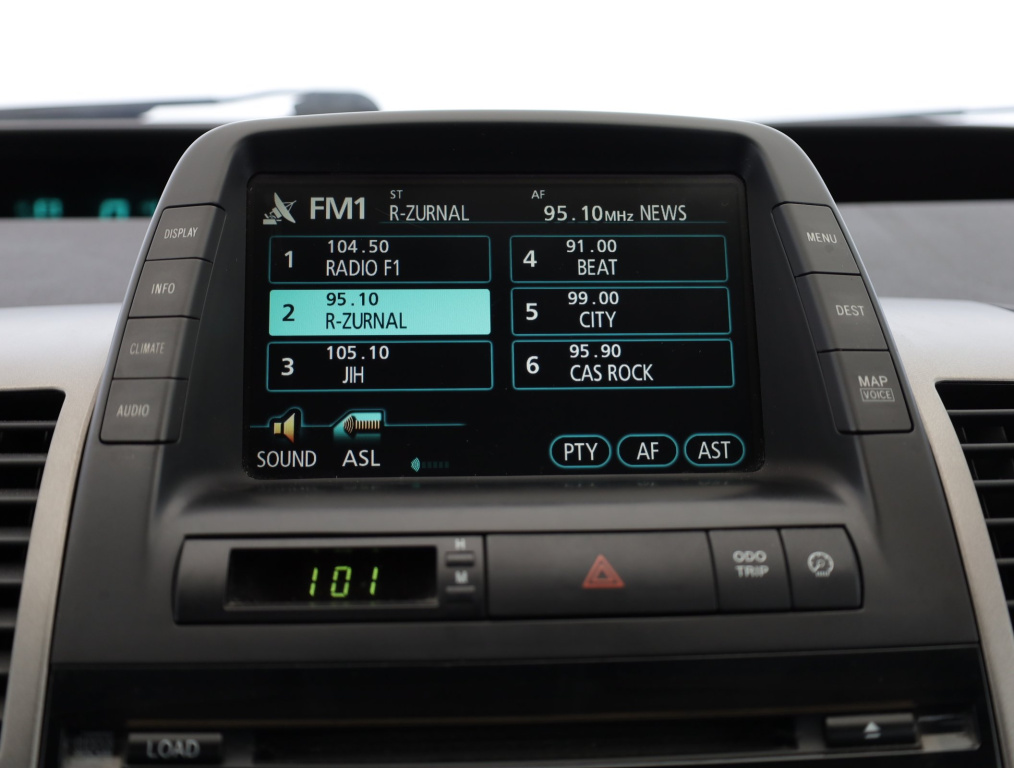 ST AF
FM1 R-ZURNAL 95.10MHz NEWS
1 104.50 RADIO F1
4 91.00 BEAT
2 95.10 R-ZURNAL
5 99.00 CITY
3 105.10 JIH
6 95.90 CAS ROCK
SOUND ASL
PTY AF AST
DISPLAY
INFO
CLIMATE
AUDIO
MENU
DEST
MAP
VOICE
101
H
M
ODO
TRIP
LOAD